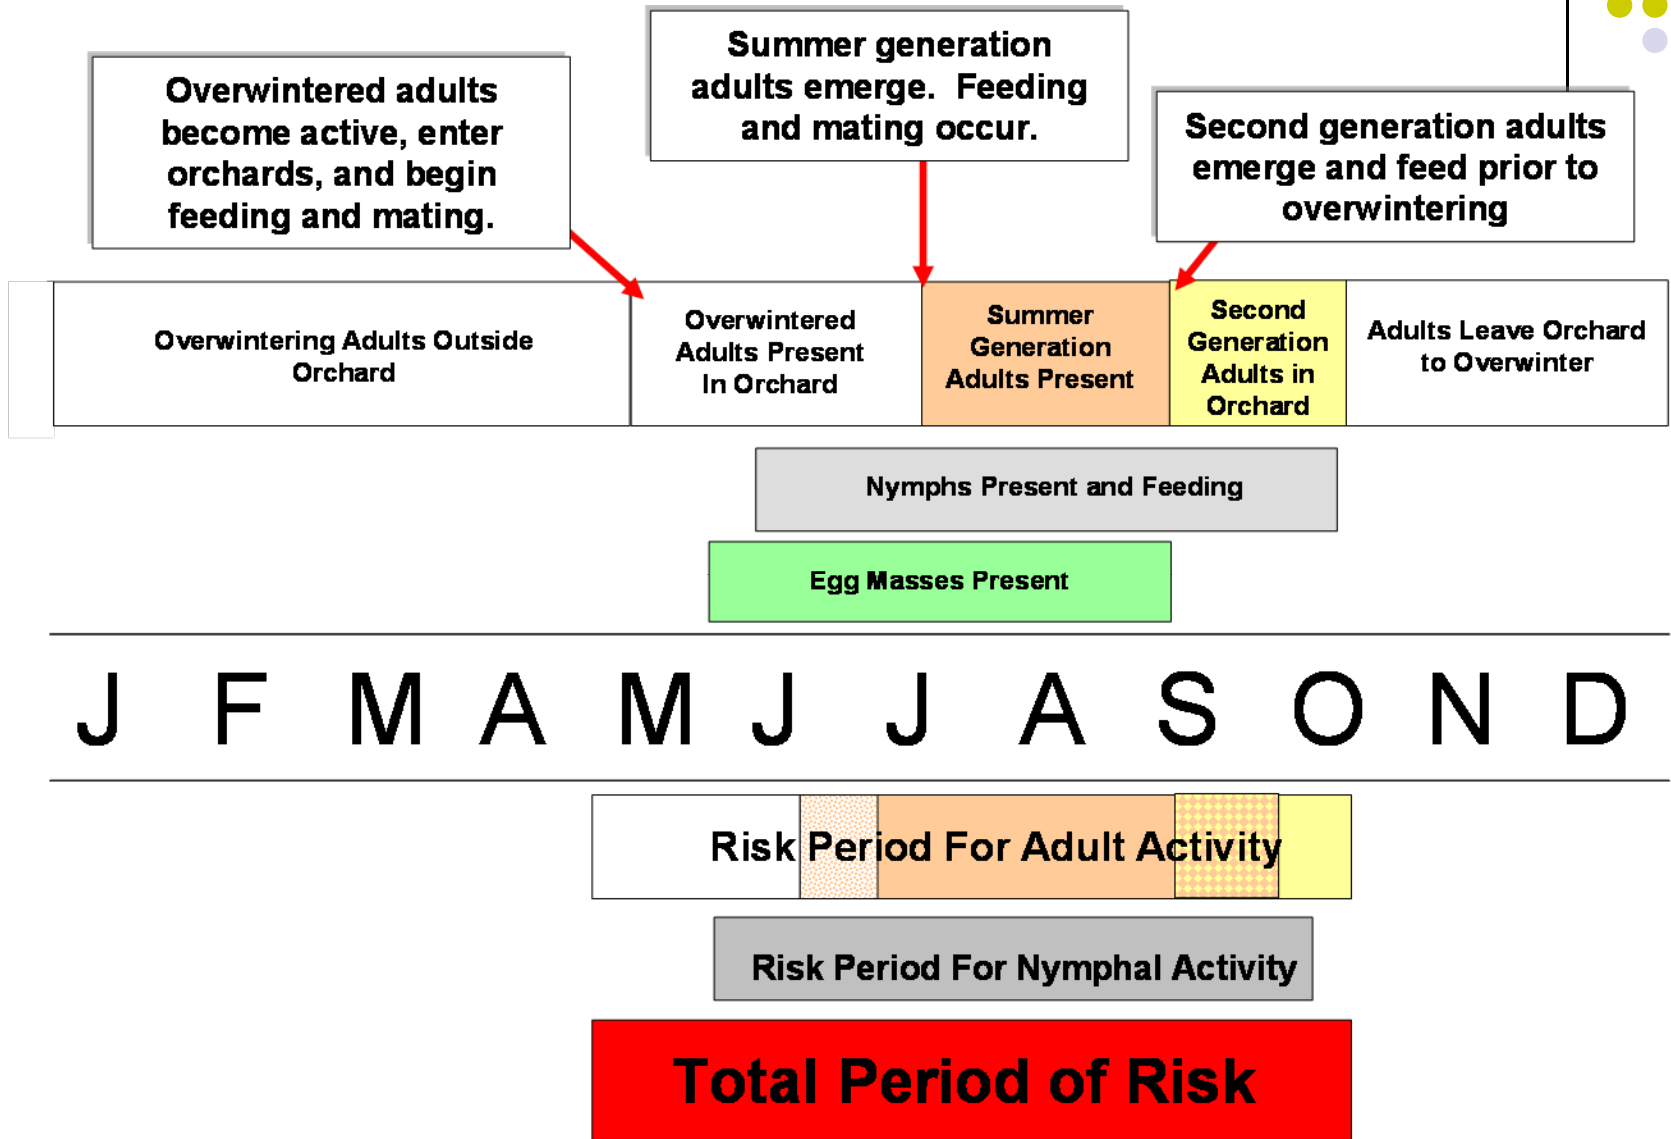 Overwintered adults
become active, enter
orchards, and begin
feeding and mating.
Summer generation
adults emerge.  Feeding
and mating occur.
Second generation adults
emerge and feed prior to
overwintering
Overwintering Adults Outside
Orchard
Overwintered
Adults Present
In Orchard
Summer
Generation
Adults Present
Second
Generation
Adults in
Orchard
Adults Leave Orchard
to Overwinter
Nymphs Present and Feeding
Egg Masses Present
J F M A M J J A S O N D
Risk Period For Adult Activity
Risk Period For Nymphal Activity
Total Period of Risk